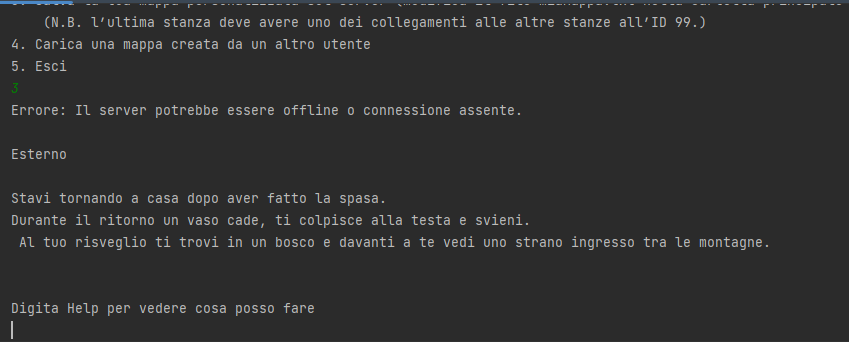 (N.B. l’ultima stanza deve avere uno dei collegamenti alle altre stanze all’ID 99.)
4. Carica una mappa creata da un altro utente
5. Esci
3
Errore: Il server potrebbe essere offline o connessione assente.
Esterno
Stavi tornando a casa dopo aver fatto la spasa.
Durante il ritorno un vaso cade, ti colpisce alla testa e svieni.
Al tuo risveglio ti trovi in un bosco e davanti a te vedi uno strano ingresso tra le montagne.
Digita Help per vedere cosa posso fare